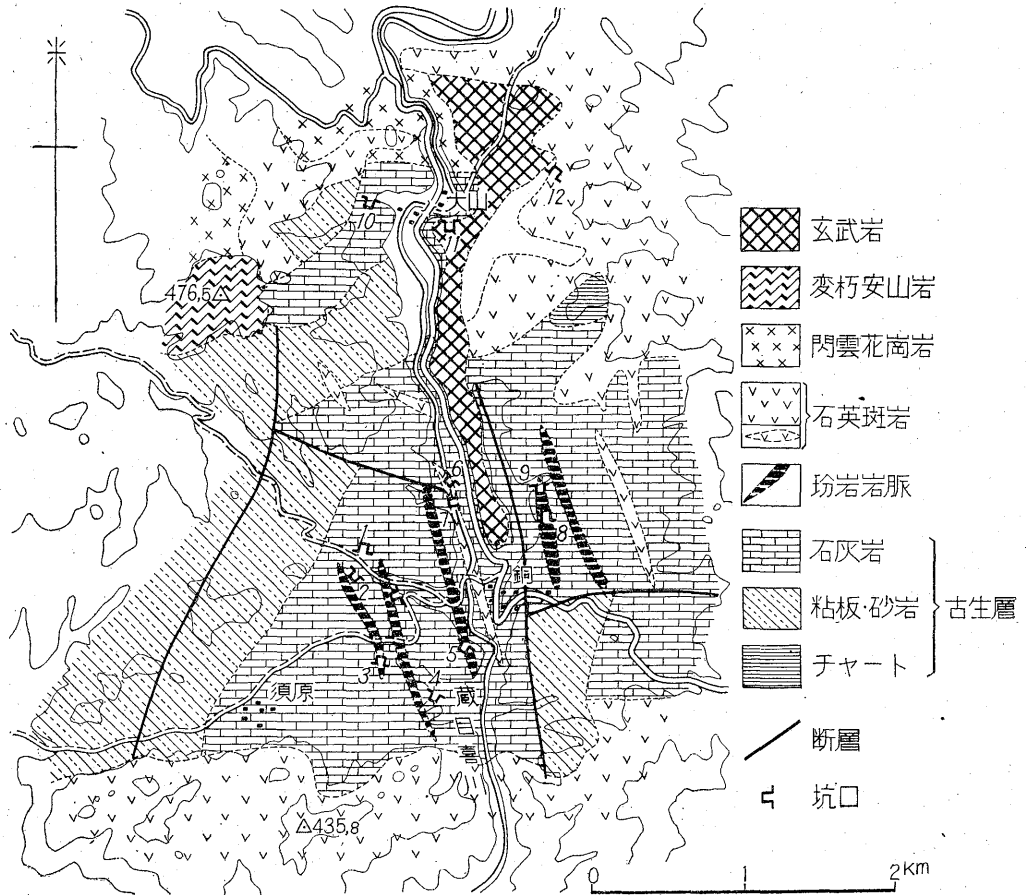 大山
10
12
476,5△
6
7
9
8
1
2
銅
3
5
4
須原
蔵目喜
△435,8
玄武岩
変朽安山岩
閃雲花崗岩
石英斑岩
玢岩岩脈
石灰岩
粘板・砂岩
古生層
チャート
断層
坑口
0 1 2Km